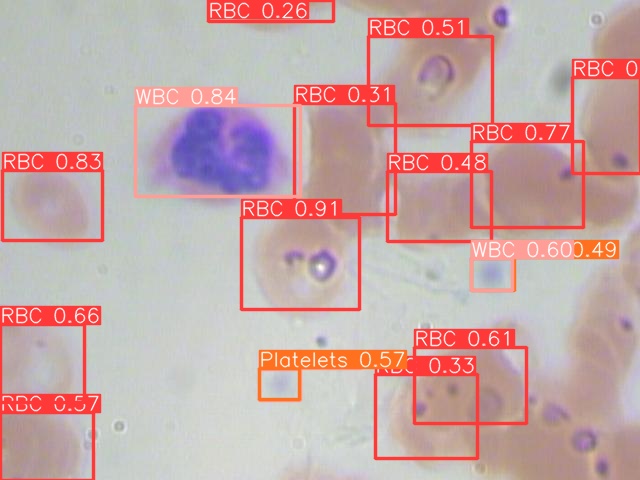 RBC 0.26
RBC 0.51
RBC 0
WBC 0.84
RBC 0.31
RBC 0.77
RBC 0.83
RBC 0.48
RBC 0.91
WBC 0.60
0.49
RBC 0.66
RBC 0.61
Platelets 0.57
RBC 0.33
RBC 0.57